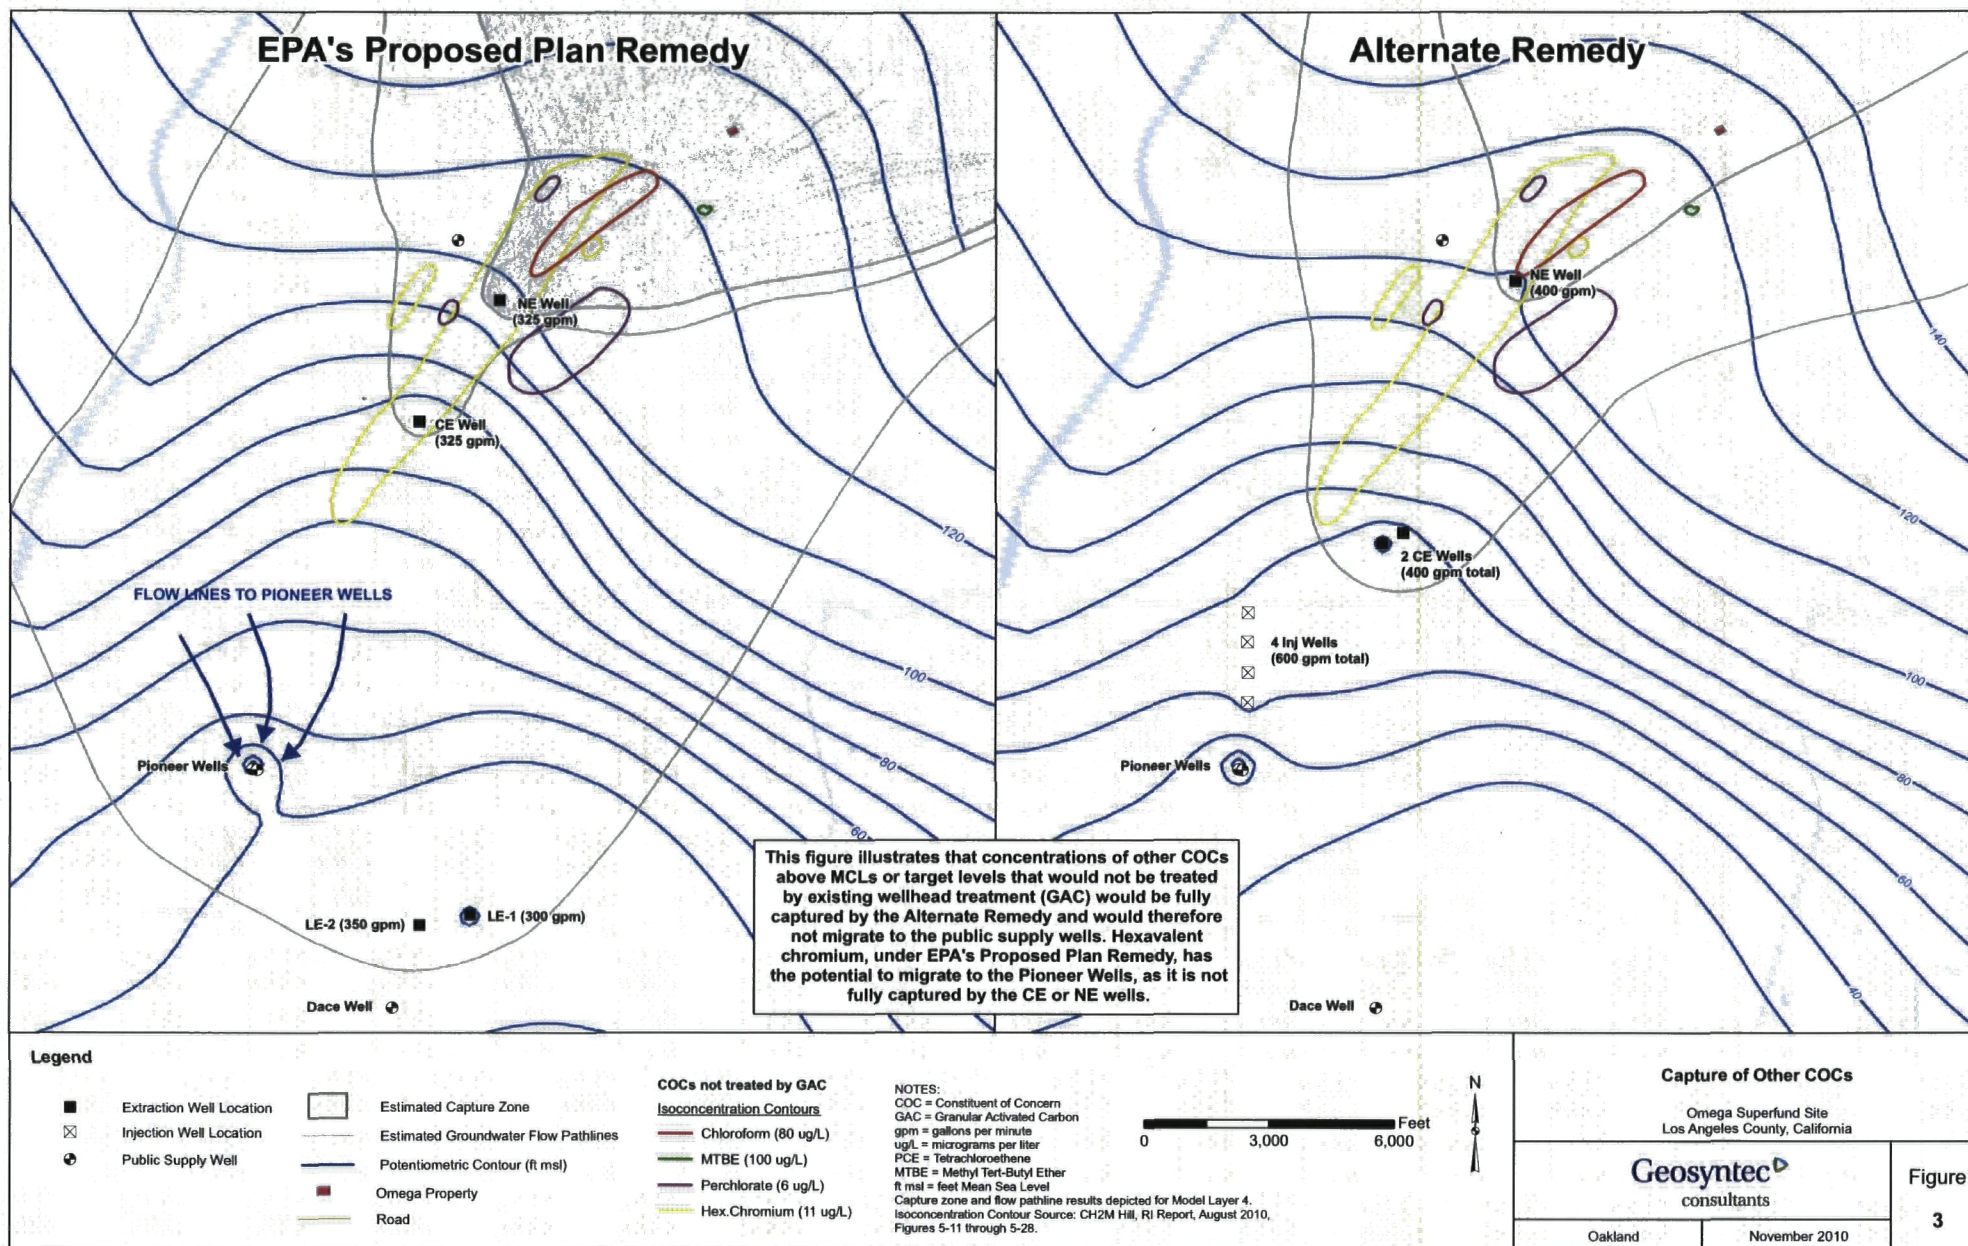 EPA's Proposed Plan Remedy
NE Well
(325 gpm)
CE Well
(325 gpm)
120
FLOW LINES TO PIONEER WELLS
100
Pioneer Wells
80
60
LE-2 (350 gpm)
LE-1 (300 gpm)
Dace Well
Alternate Remedy
NE Well
(400 gpm)
140
120
2 CE Wells
(400 gpm total)
4 Inj Wells
(600 gpm total)
100
Pioneer Wells
80
60
40
Dace Well
This figure illustrates that concentrations of other COCs
above MCLs or target levels that would not be treated
by existing wellhead treatment (GAC) would be fully
captured by the Alternate Remedy and would therefore
not migrate to the public supply wells. Hexavalent
chromium, under EPA's Proposed Plan Remedy, has
the potential to migrate to the Pioneer Wells, as it is not
fully captured by the CE or NE wells.
Legend
Extraction Well Location
Injection Well Location
Public Supply Well
Estimated Capture Zone
Estimated Groundwater Flow Pathlines
Potentiometric Contour (ft msl)
Omega Property
Road
COCs not treated by GAC
Isoconcentration Contours
Chloroform (80 ug/L)
MTBE (100 ug/L)
Perchlorate (6 ug/L)
Hex.Chromium (11 ug/L)
NOTES:
COC = Constituent of Concern
GAC = Granular Activated Carbon
gpm = gallons per minute
ug/L = micrograms per liter
PCE = Tetrachloroethene
MTBE = Methyl Tert-Butyl Ether
ft msl = feet Mean Sea Level
Capture zone and flow pathline results depicted for Model Layer 4.
Isoconcentration Contour Source: CH2M Hill, RI Report, August 2010,
Figures 5-11 through 5-28.
Feet
0 3,000 6,000
N
Capture of Other COCs
Omega Superfund Site
Los Angeles County, California
Geosyntec
consultants
Figure
3
Oakland
November 2010